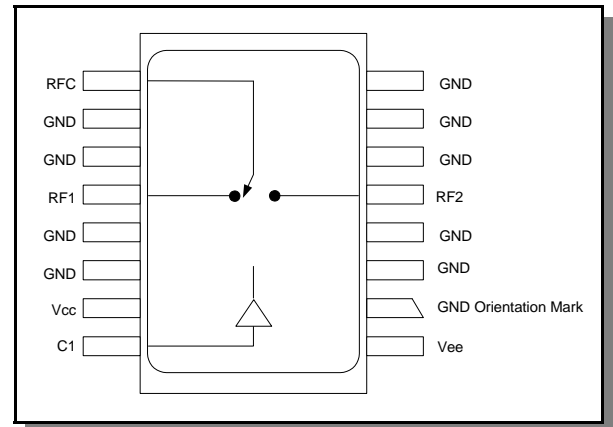 RFC
GND
GND
RF1
GND
GND
Vcc
C1
GND
GND
GND
RF2
GND
GND
GND Orientation Mark
Vee